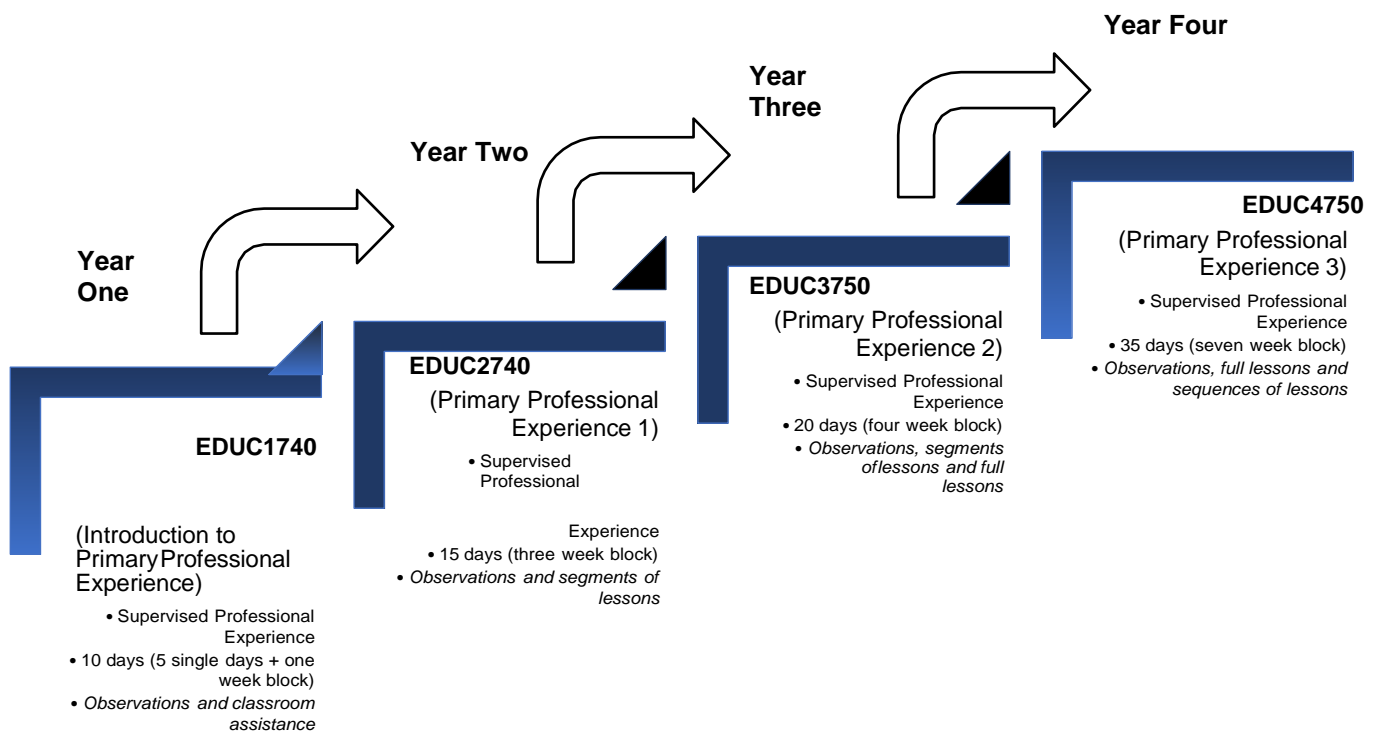 Year
One
EDUC1740
(Introduction to
Primary Professional
Experience)
• Supervised Professional
Experience
• 10 days (5 single days + one
week block)
• Observations and classroom
assistance
Year Two
EDUC2740
(Primary Professional
Experience 1)
• Supervised
Professional
Experience
• 15 days (three week block)
• Observations and segments of
lessons
Year
Three
EDUC3750
(Primary Professional
Experience 2)
• Supervised Professional
Experience
• 20 days (four week block)
• Observations, segments
oflessons and full
lessons
Year Four
EDUC4750
(Primary Professional
Experience 3)
• Supervised Professional
Experience
• 35 days (seven week block)
• Observations, full lessons and
sequences of lessons